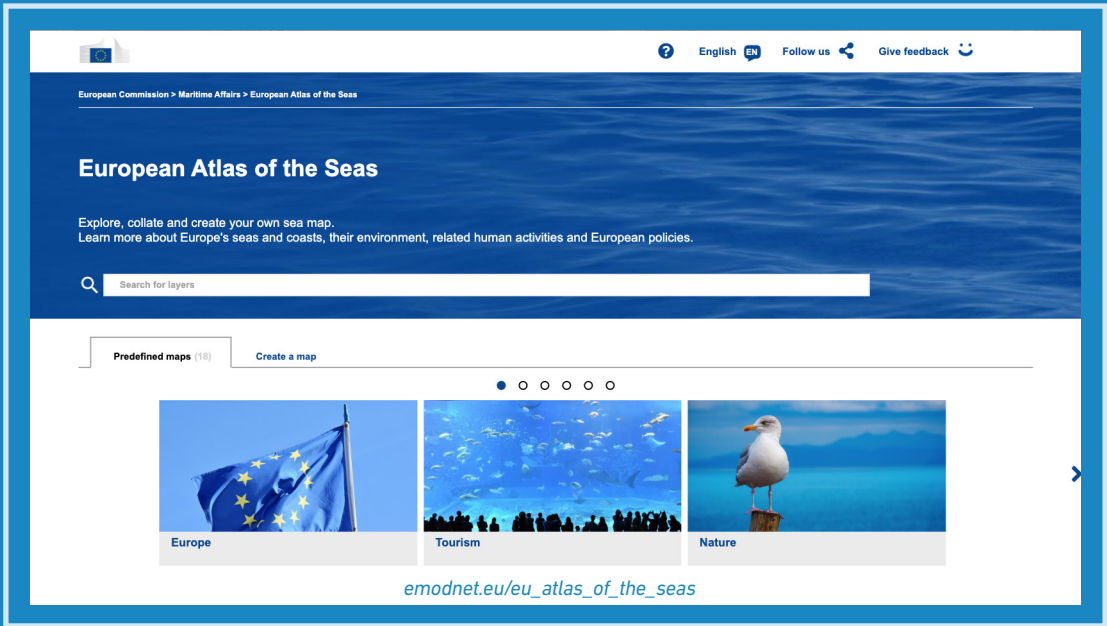 ? English EN Follow us Give feedback
European Commission > Maritime Affairs > European Atlas of the Seas
European Atlas of the Seas
Explore, collate and create your own sea map.
Learn more about Europe's seas and coasts, their environment, related human activities and European policies.
Search for layers
Predefined maps (18) Create a map
Europe Tourism Nature
emodnet.eu/eu_atlas_of_the_seas